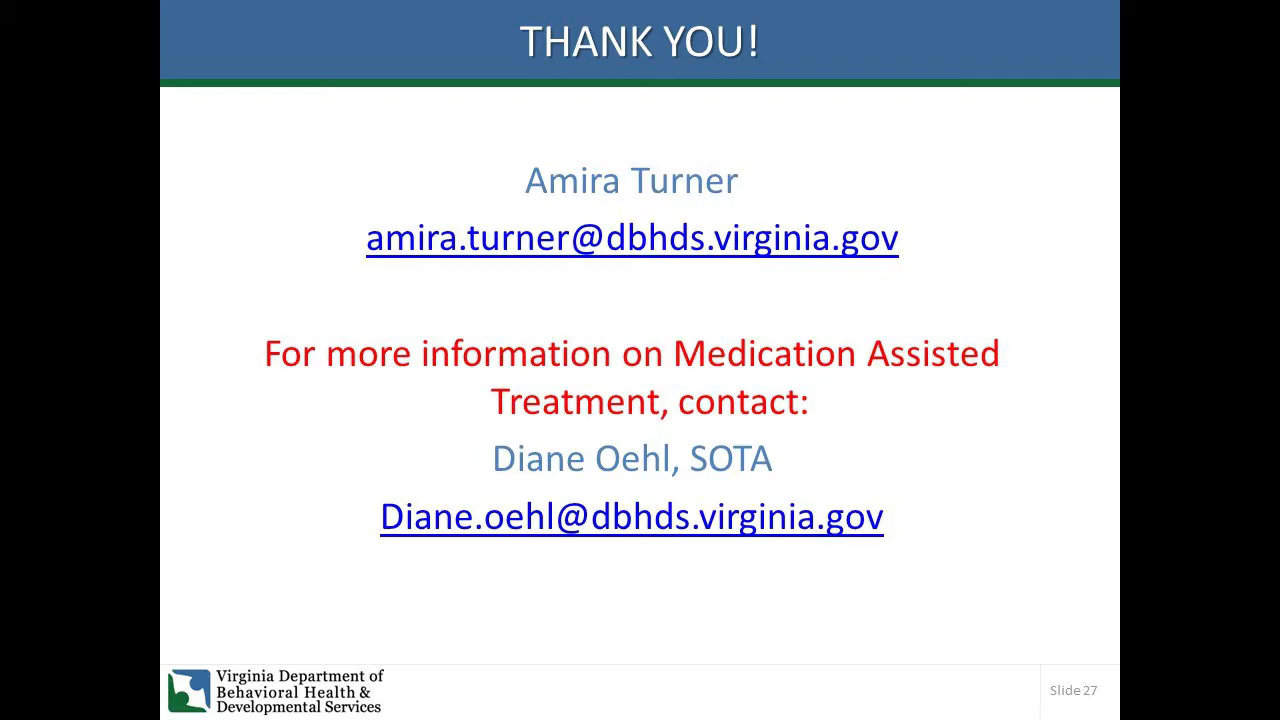 THANK YOU!
Amira Turner
amira.turner@dbhds.virginia.gov
For more information on Medication Assisted
Treatment, contact:
Diane Oehl, SOTA
Diane.oehl@dbhds.virginia.gov
Virginia Department of
Behavioral Health &
Developmental Services
Slide 27